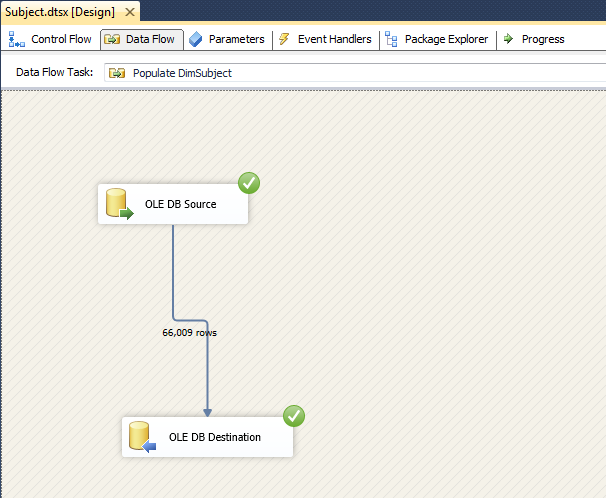 Subject.dtsx [Design]
Control Flow Data Flow Parameters Event Handlers Package Explorer Progress
Data Flow Task: Populate DimSubject
OLE DB Source
66,009 rows
OLE DB Destination